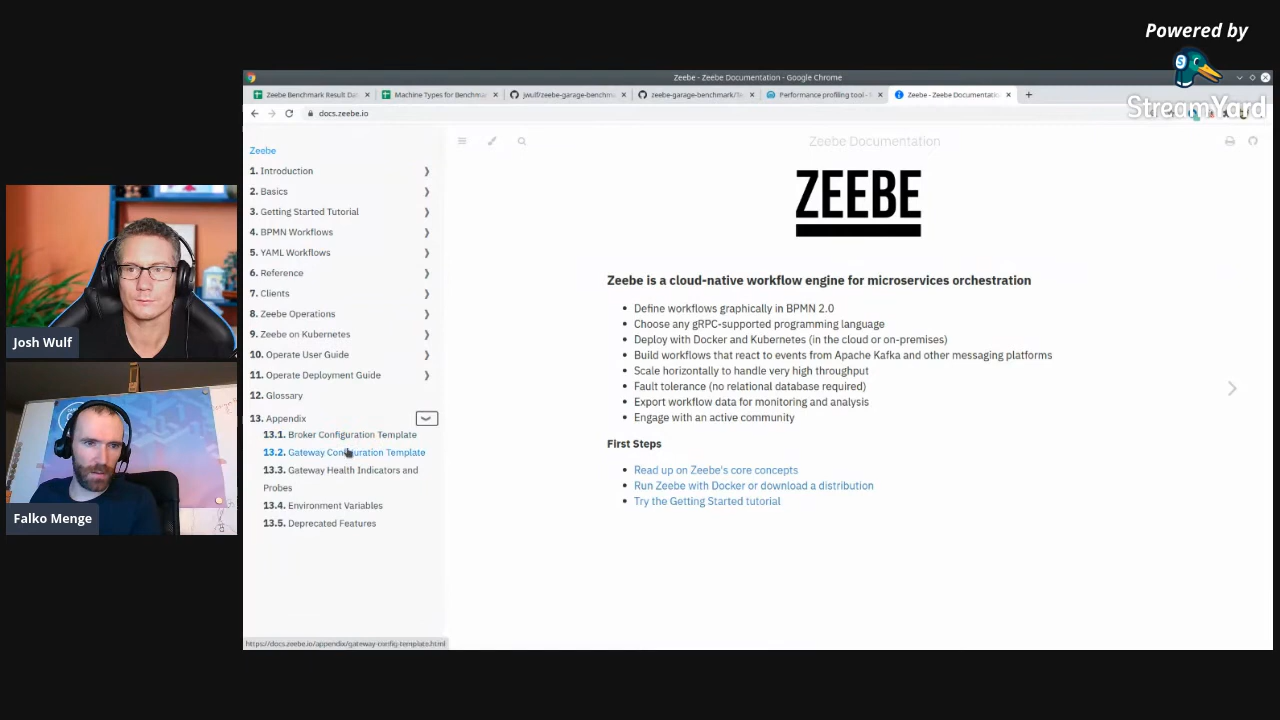 Powered by
StreamYard
Zeebe - Zeebe Documentation - Google Chrome
Zeebe Benchmark Result Da
Machine Types for Benchma
jwulf/zeebe-garage-benchm
zeebe-garage-benchmark/
Performance profiling tool -
Zeebe - Zeebe Documentation
docs.zeebe.io
Zeebe
1. Introduction
2. Basics
3. Getting Started Tutorial
4. BPMN Workflows
5. YAML Workflows
6. Reference
7. Clients
8. Zeebe Operations
9. Zeebe on Kubernetes
10. Operate User Guide
11. Operate Deployment Guide
12. Glossary
13. Appendix
13.1. Broker Configuration Template
13.2. Gateway Configuration Template
13.3. Gateway Health Indicators and
Probes
13.4. Environment Variables
13.5. Deprecated Features
https://docs.zeebe.io/appendix/gateway-config-template.html
Zeebe Documentation
ZEEBE
Zeebe is a cloud-native workflow engine for microservices orchestration
Define workflows graphically in BPMN 2.0
Choose any gRPC-supported programming language
Deploy with Docker and Kubernetes (in the cloud or on-premises)
Build workflows that react to events from Apache Kafka and other messaging platforms
Scale horizontally to handle very high throughput
Fault tolerance (no relational database required)
Export workflow data for monitoring and analysis
Engage with an active community
First Steps
Read up on Zeebe's core concepts
Run Zeebe with Docker or download a distribution
Try the Getting Started tutorial
Josh Wulf
Falko Menge